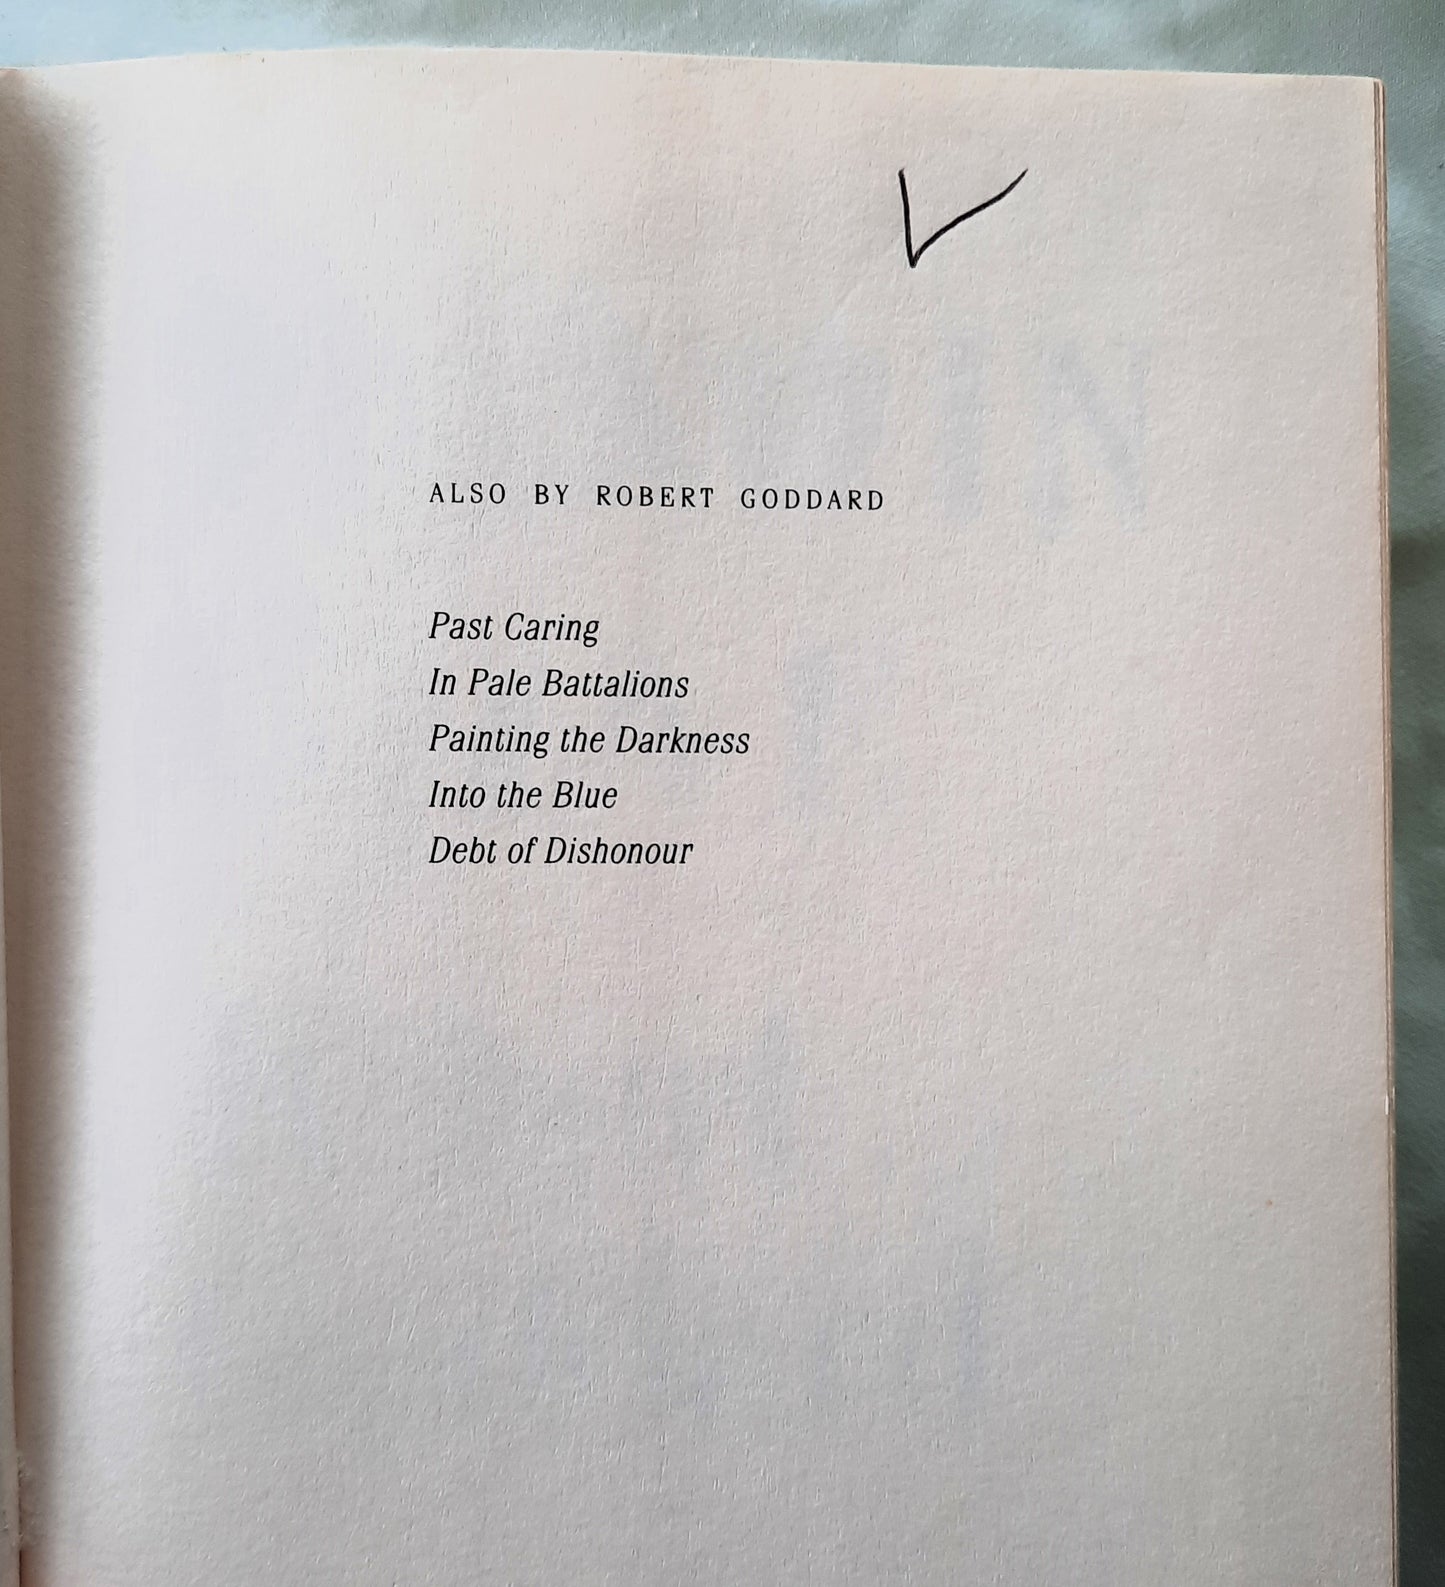 ALSO BY ROBERT GODDARD
Past Caring
In Pale Battalions
Painting the Darkness
Into the Blue
Debt of Dishonour